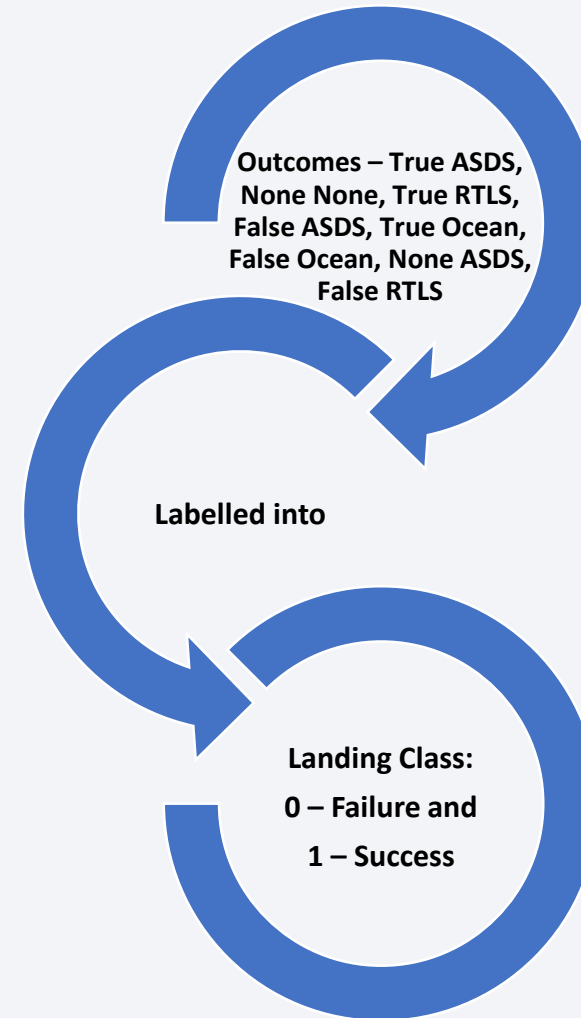 Outcomes – True ASDS,
None None, True RTLS,
False ASDS, True Ocean,
False Ocean, None ASDS,
False RTLS
Labelled into
Landing Class:
0 – Failure and
1 – Success